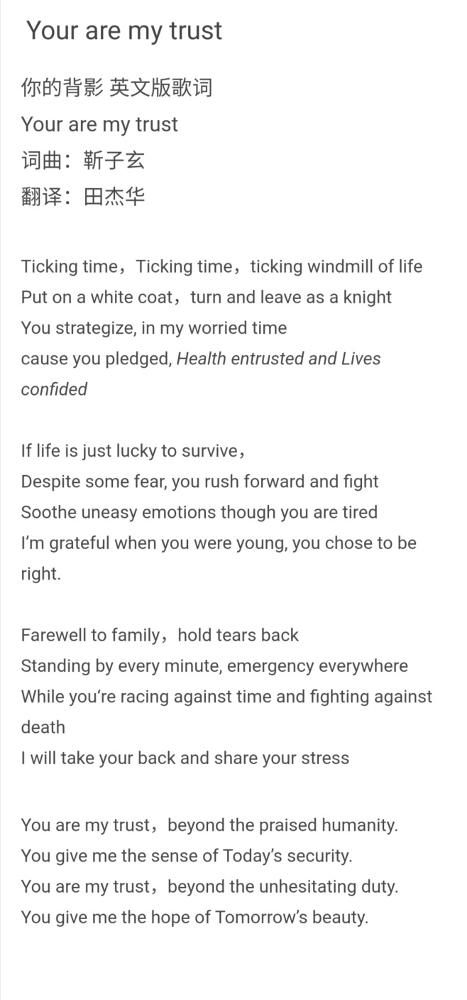 Your are my trust
你的背影 英文版歌词
Your are my trust
词曲：靳子玄
翻译：田杰华
Ticking time，Ticking time，ticking windmill of life
Put on a white coat，turn and leave as a knight
You strategize, in my worried time
cause you pledged, Health entrusted and Lives
confided
If life is just lucky to survive，
Despite some fear, you rush forward and fight
Soothe uneasy emotions though you are tired
I’m grateful when you were young, you chose to be
right.
Farewell to family，hold tears back
Standing by every minute, emergency everywhere
While you‘re racing against time and fighting against
death
I will take your back and share your stress
You are my trust，beyond the praised humanity.
You give me the sense of Today’s security.
You are my trust，beyond the unhesitating duty.
You give me the hope of Tomorrow’s beauty.